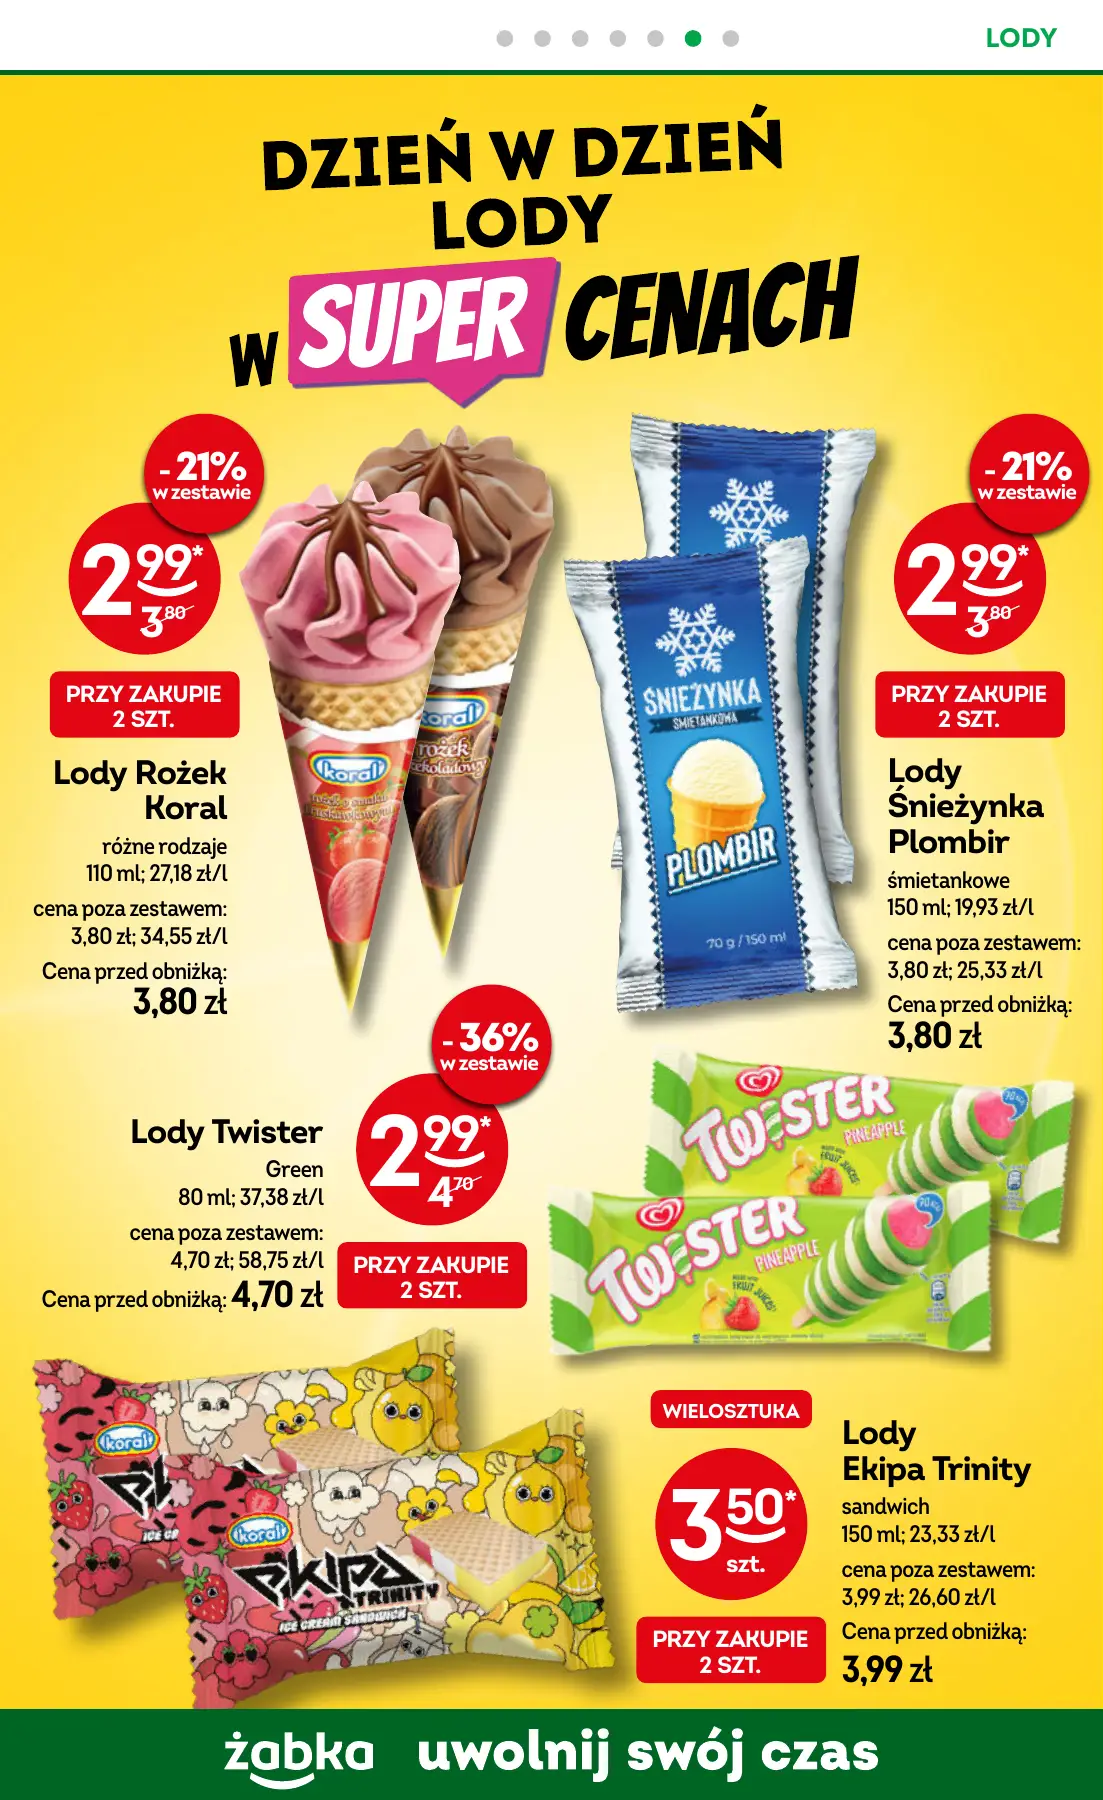 LODY
DZIEŃ W DZIEŃ
LODY
W SUPER CENACH
- 21%
w zestawie
2 99*
3 80
PRZY ZAKUPIE
2 SZT.
Lody Rożek
Koral
różne rodzaje
110 ml; 27,18 zł/l
cena poza zestawem:
3,80 zł; 34,55 zł/l
Cena przed obniżką:
3,80 zł
koral
koral
rożek
ŚNIEŻYNKA
ŚMIETANKOWA
PLOMBIR
70 g / 150 ml
- 21%
w zestawie
2 99*
3 80
PRZY ZAKUPIE
2 SZT.
Lody
Śnieżynka
Plombir
śmietankowe
150 ml; 19,93 zł/l
cena poza zestawem:
3,80 zł; 25,33 zł/l
Cena przed obniżką:
3,80 zł
- 36%
w zestawie
2 99*
4 70
PRZY ZAKUPIE
2 SZT.
Lody Twister
Green
80 ml; 37,38 zł/l
cena poza zestawem:
4,70 zł; 58,75 zł/l
Cena przed obniżką: 4,70 zł
TWISTER
PINEAPPLE
FRUIT JUICES
TWISTER
PINEAPPLE
FRUIT JUICES
koral
koral
EKIPA
TRINITY
ICE CREAM SANDWICH
WIELOSZTUKA
3 50*
szt.
PRZY ZAKUPIE
2 SZT.
Lody
Ekipa Trinity
sandwich
150 ml; 23,33 zł/l
cena poza zestawem:
3,99 zł; 26,60 zł/l
Cena przed obniżką:
3,99 zł
żabka uwolnij swój czas